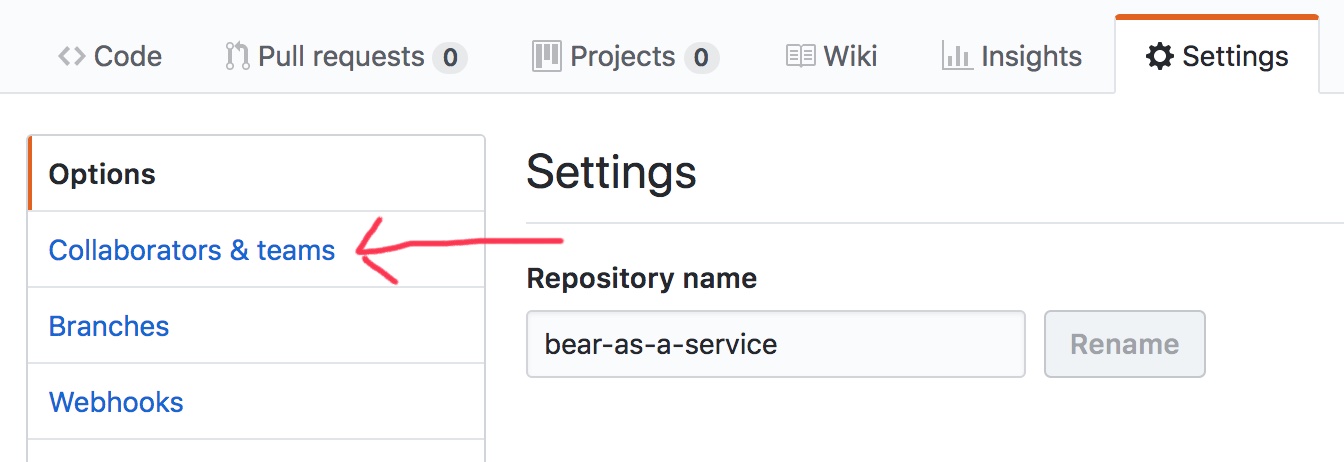 Code Pull requests 0 Projects 0 Wiki Insights Settings
Options
Collaborators & teams
Branches
Webhooks
Settings
Repository name
bear-as-a-service Rename